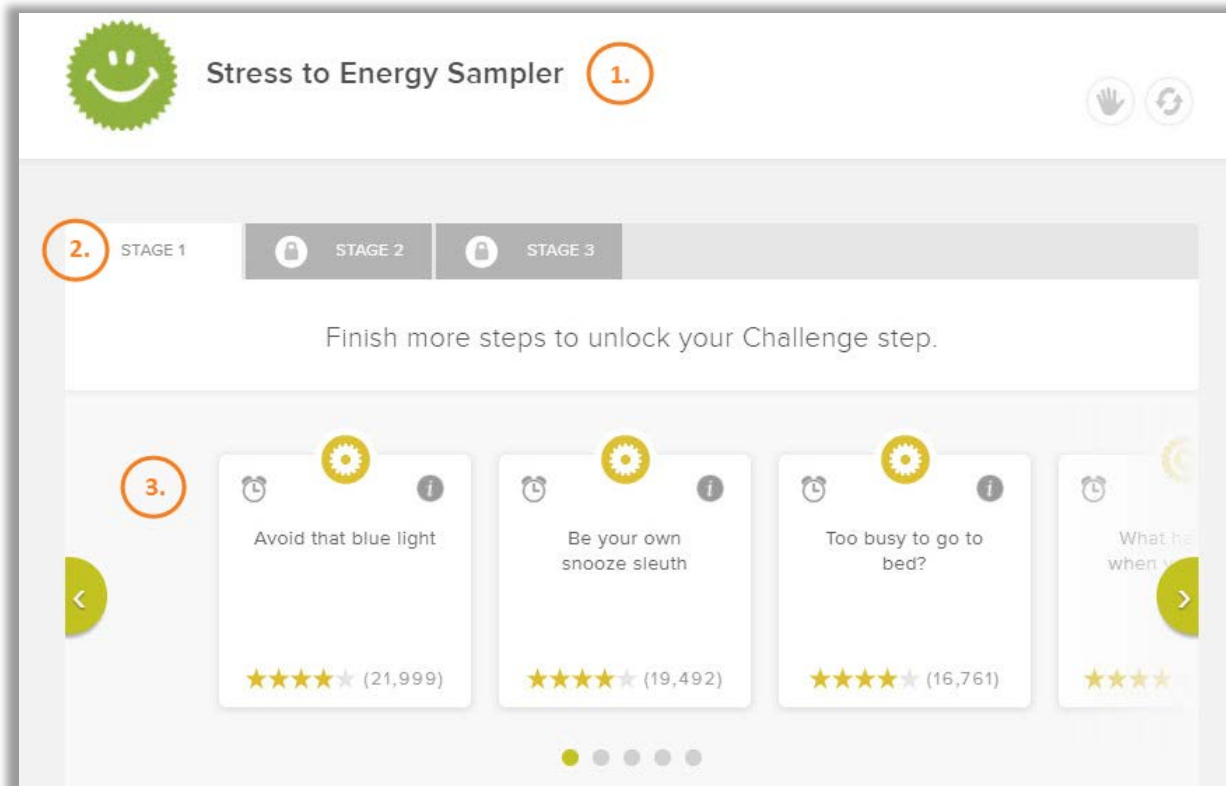 Stress to Energy Sampler
1.
2.
STAGE 1
STAGE 2
STAGE 3
Finish more steps to unlock your Challenge step.
3.
i
i
i
Avoid that blue light
Be your own
snooze sleuth
Too busy to go to
bed?
What
when
(21,999)
(19,492)
(16,761)